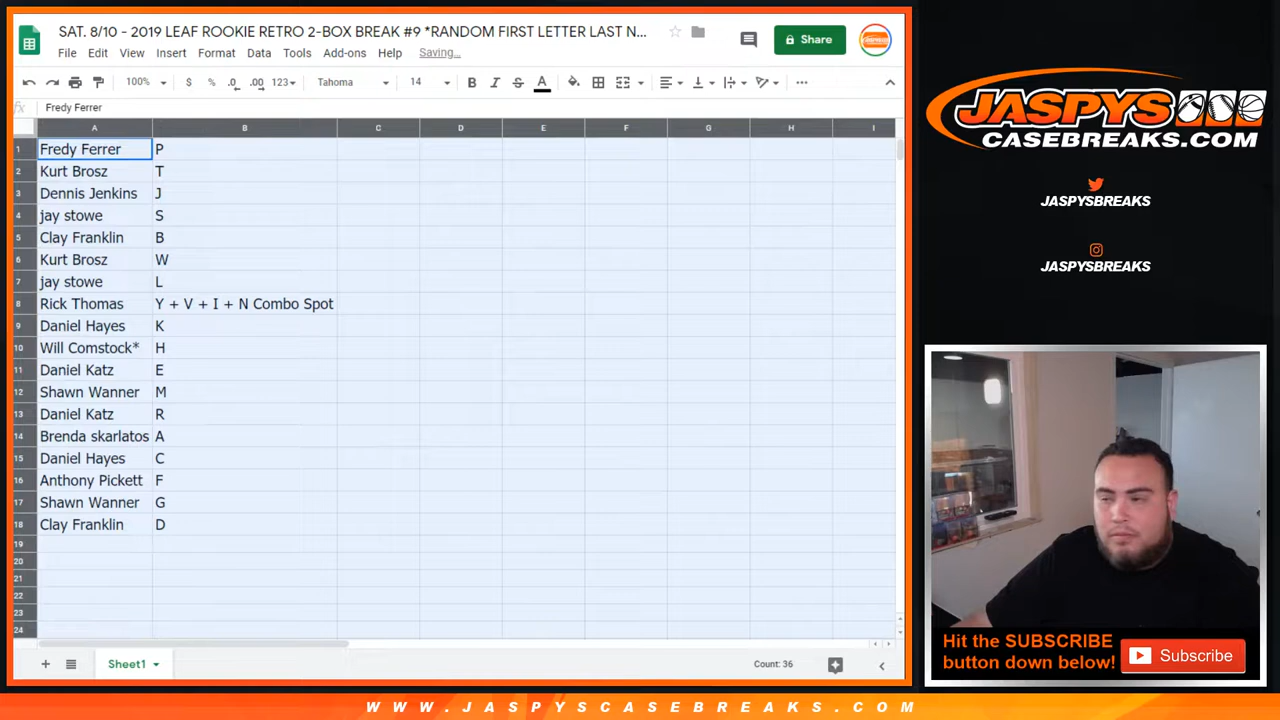 SAT. 8/10 - 2019 LEAF ROOKIE RETRO 2-BOX BREAK #9 *RANDOM FIRST LETTER LAST N...
File Edit View Insert Format Data Tools Add-ons Help Saving...
Share
100% $ % .0 .00 123 Tahoma 14 B I S A
fx Fredy Ferrer
A B C D E F G H I
1 Fredy Ferrer P
2 Kurt Brosz T
3 Dennis Jenkins J
4 jay stowe S
5 Clay Franklin B
6 Kurt Brosz W
7 jay stowe L
8 Rick Thomas Y + V + I + N Combo Spot
9 Daniel Hayes K
10 Will Comstock* H
11 Daniel Katz E
12 Shawn Wanner M
13 Daniel Katz R
14 Brenda skarlatos A
15 Daniel Hayes C
16 Anthony Pickett F
17 Shawn Wanner G
18 Clay Franklin D
19
20
21
22
23
24
Sheet1
Count: 36
JASPYS
CASEBREAKS.COM
JASPYSBREAKS
JASPYSBREAKS
Hit the SUBSCRIBE
button down below!
Subscribe
WWW.JASPYSCASEBREAKS.COM